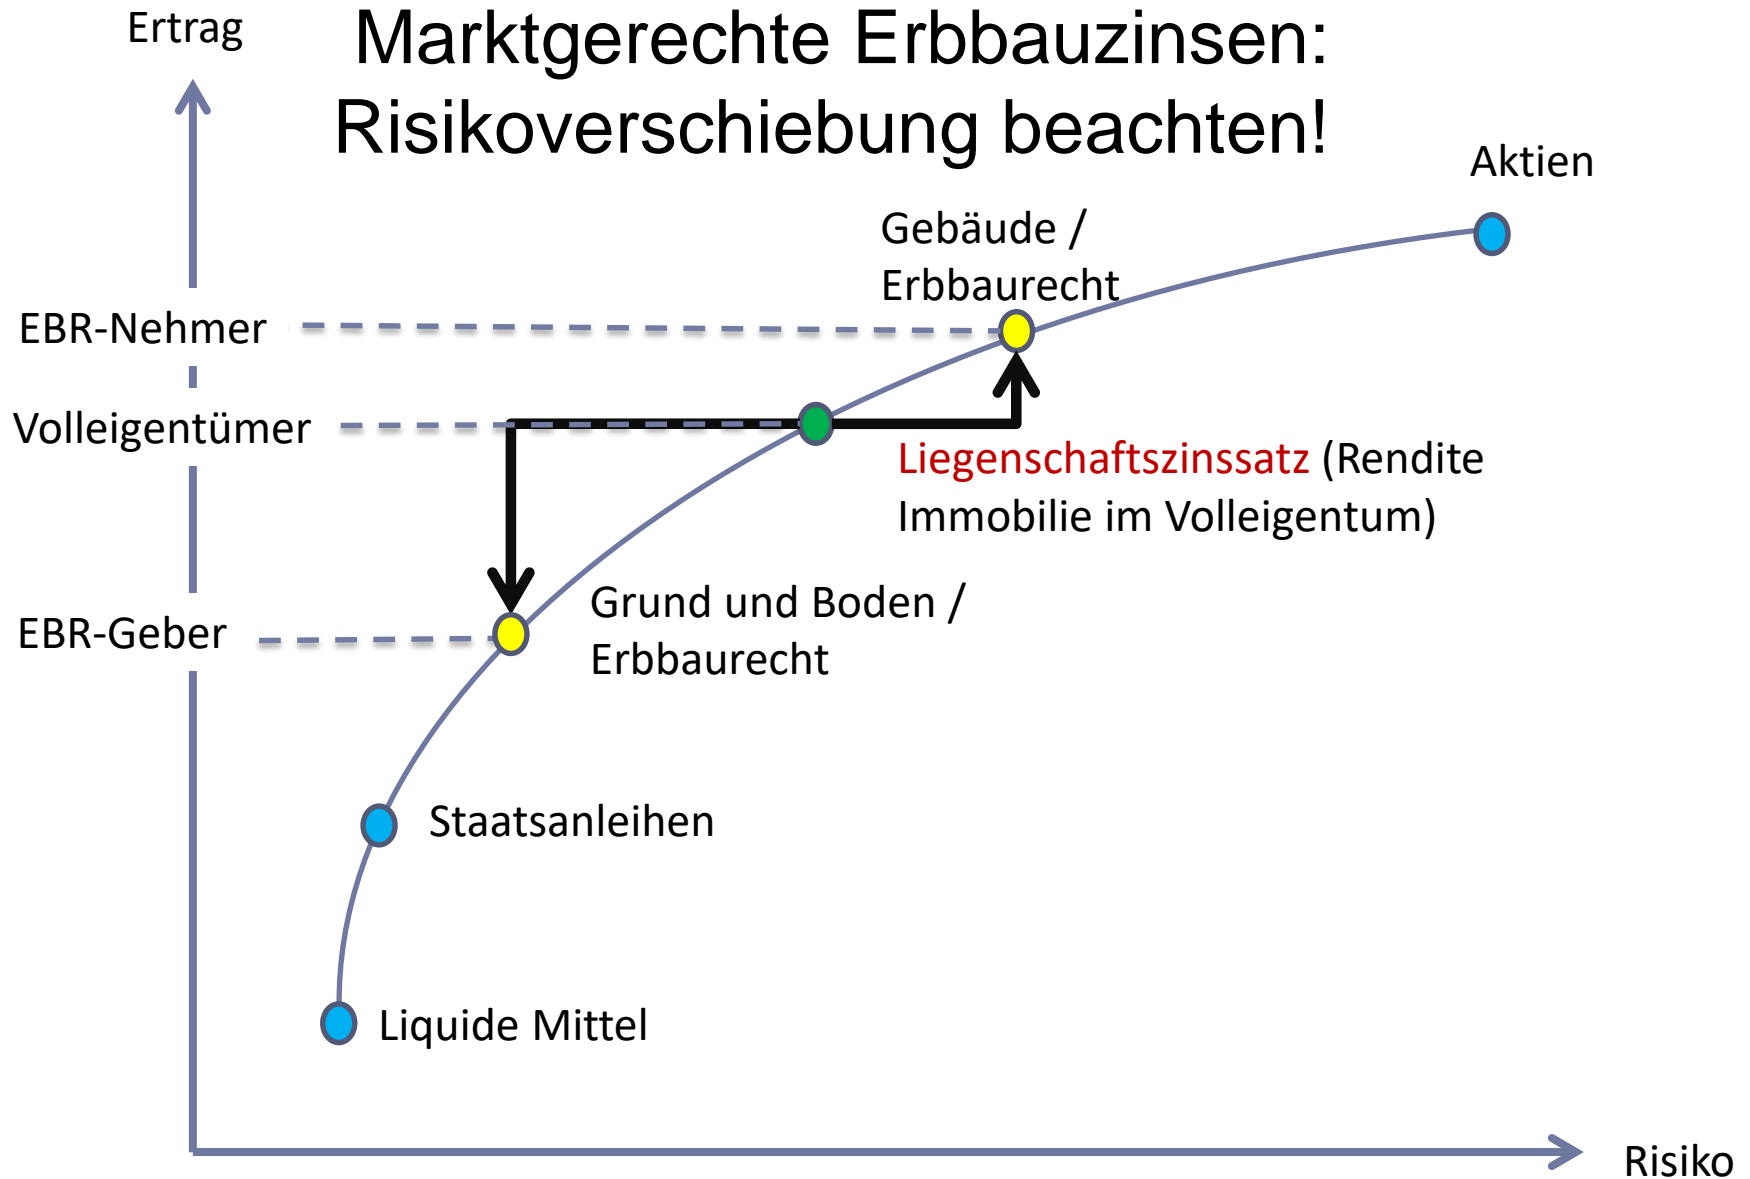 Ertrag
Marktgerechte Erbbauzinsen:
Risikoverschiebung beachten!
Aktien
Gebäude /
Erbbaurecht
EBR-Nehmer
Volleigentümer
Liegenschaftszinssatz (Rendite
Immobilie im Volleigentum)
Grund und Boden /
Erbbaurecht
EBR-Geber
Staatsanleihen
Liquide Mittel
Risiko